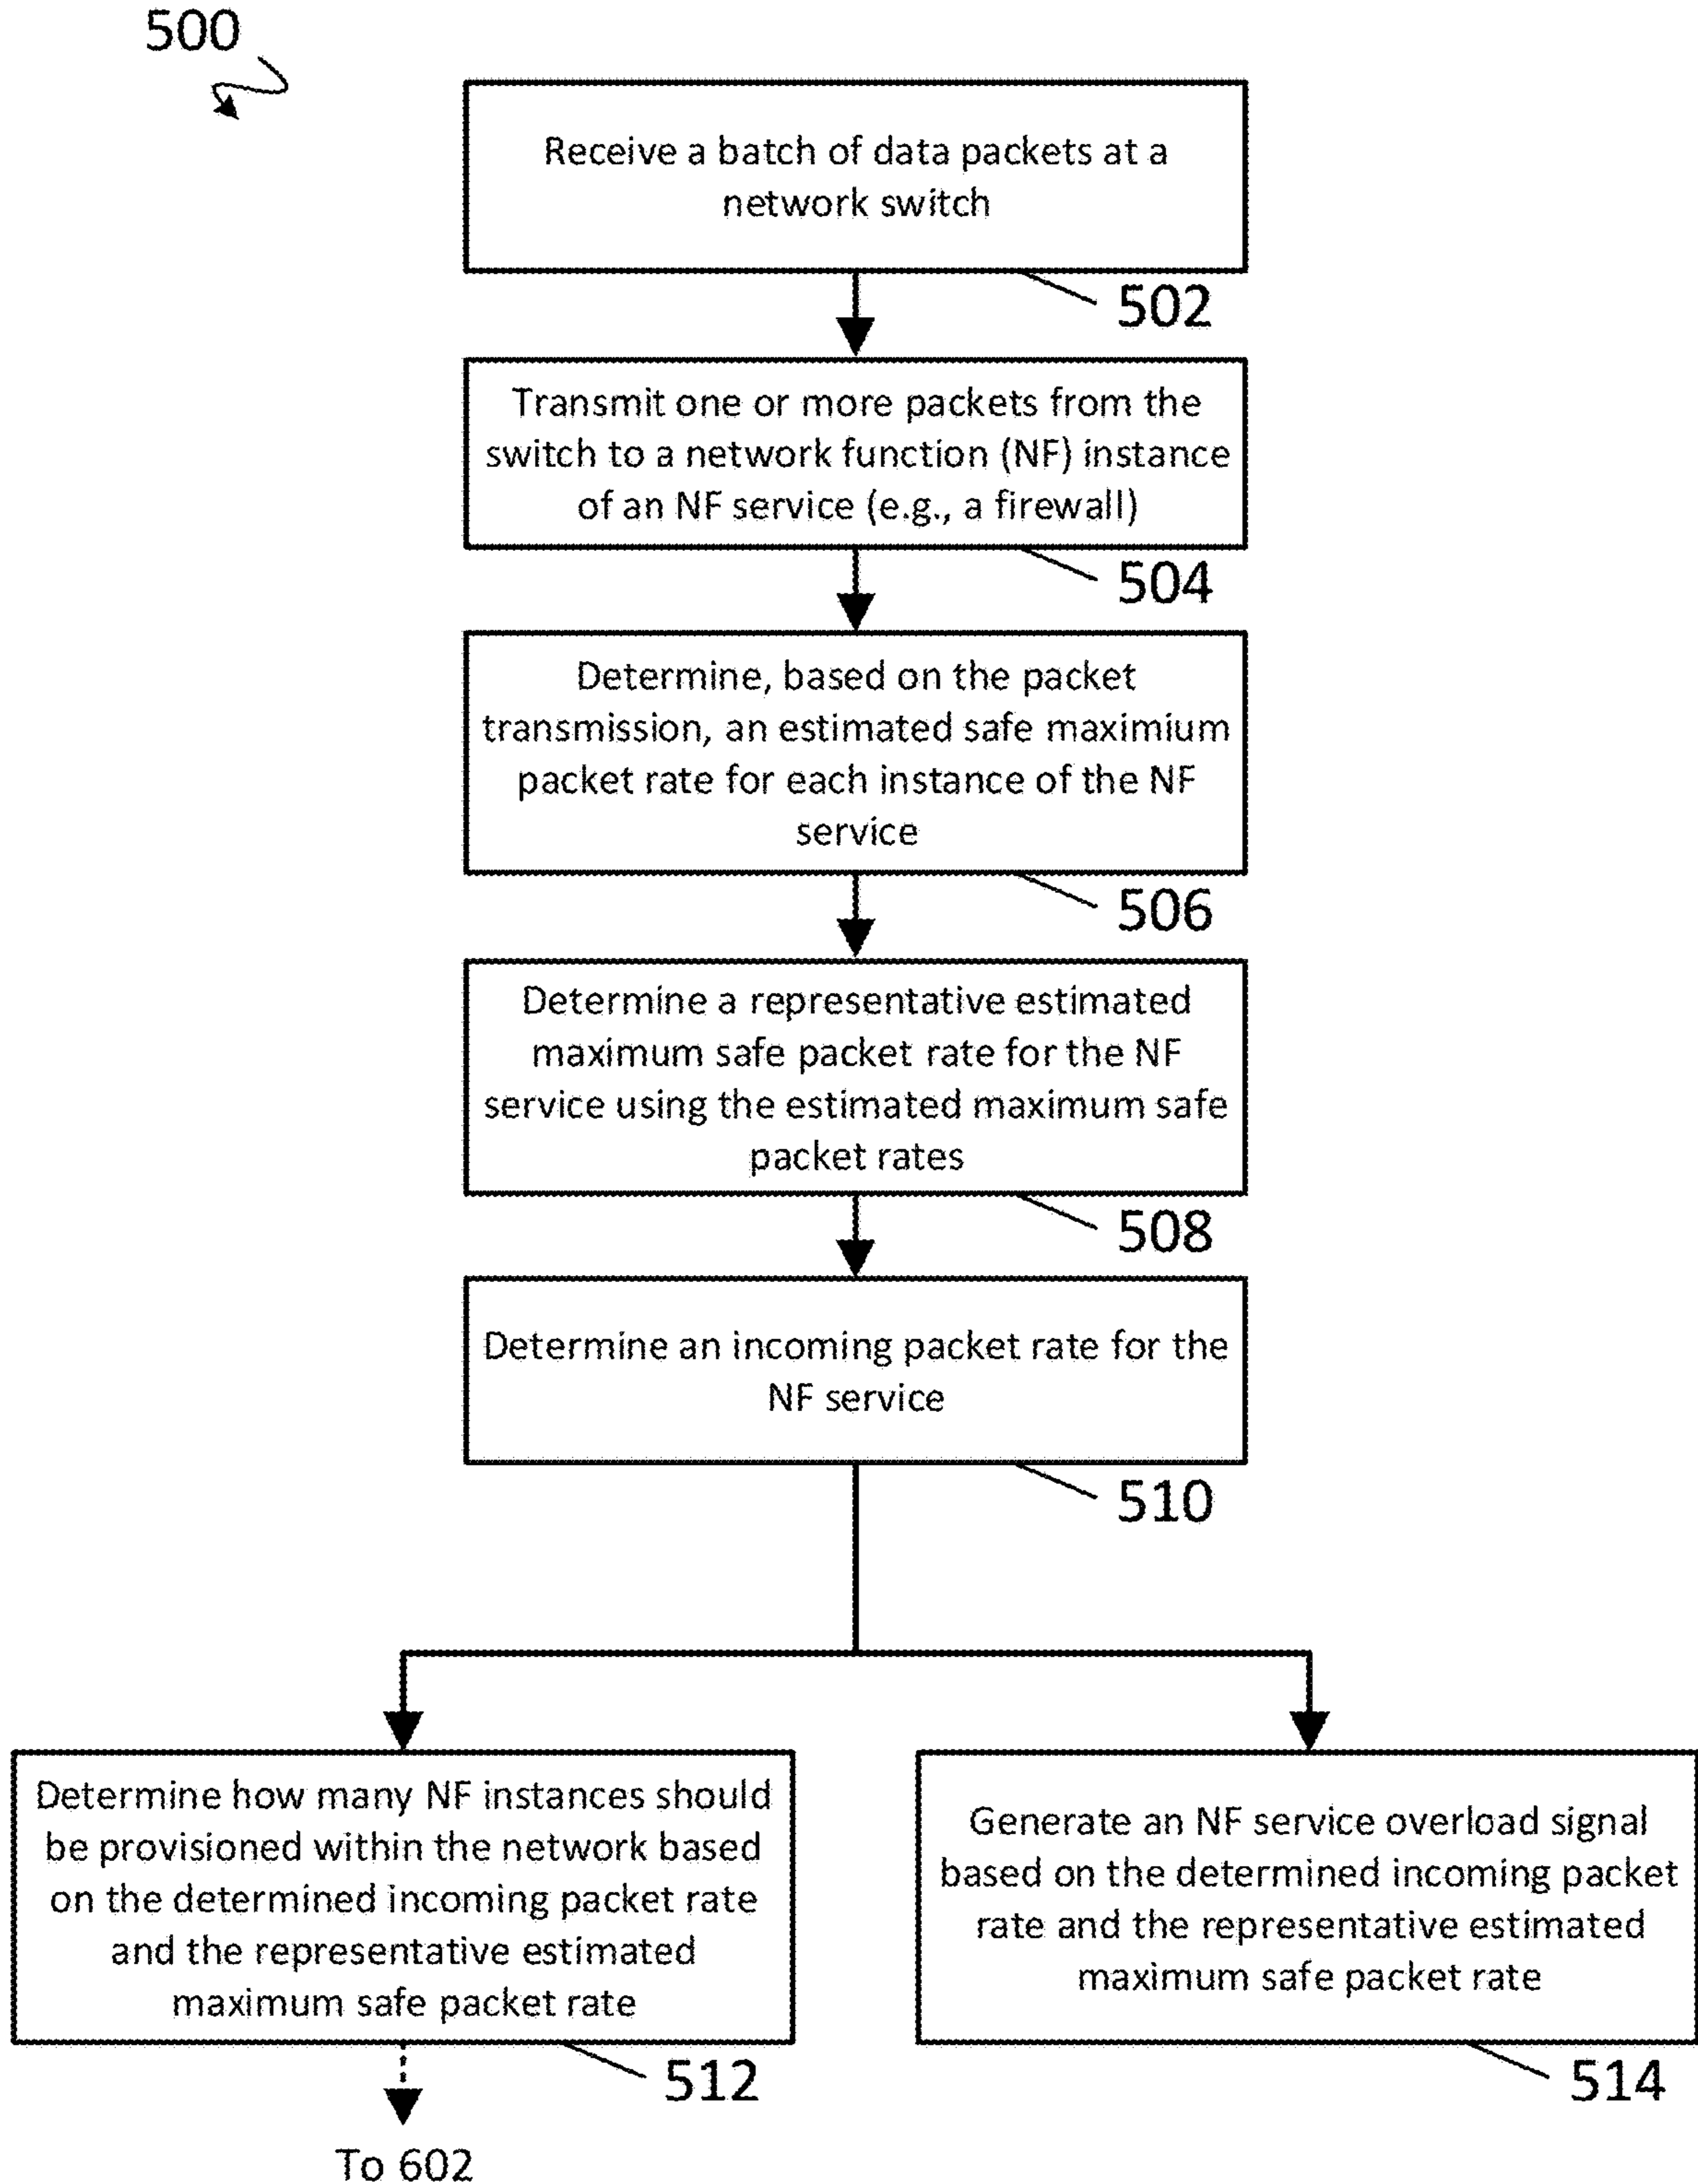 500
Receive a batch of data packets at a
network switch
502
Transmit one or more packets from the
switch to a network function (NF) instance
of an NF service (e.g., a firewall)
504
Determine, based on the packet
transmission, an estimated safe maximium
packet rate for each instance of the NF
service
506
Determine a representative estimated
maximum safe packet rate for the NF
service using the estimated maximum safe
packet rates
508
Determine an incoming packet rate for the
NF service
510
Determine how many NF instances should
be provisioned within the network based
on the determined incoming packet rate
and the representative estimated
maximum safe packet rate
512
To 602
Generate an NF service overload signal
based on the determined incoming packet
rate and the representative estimated
maximum safe packet rate
514